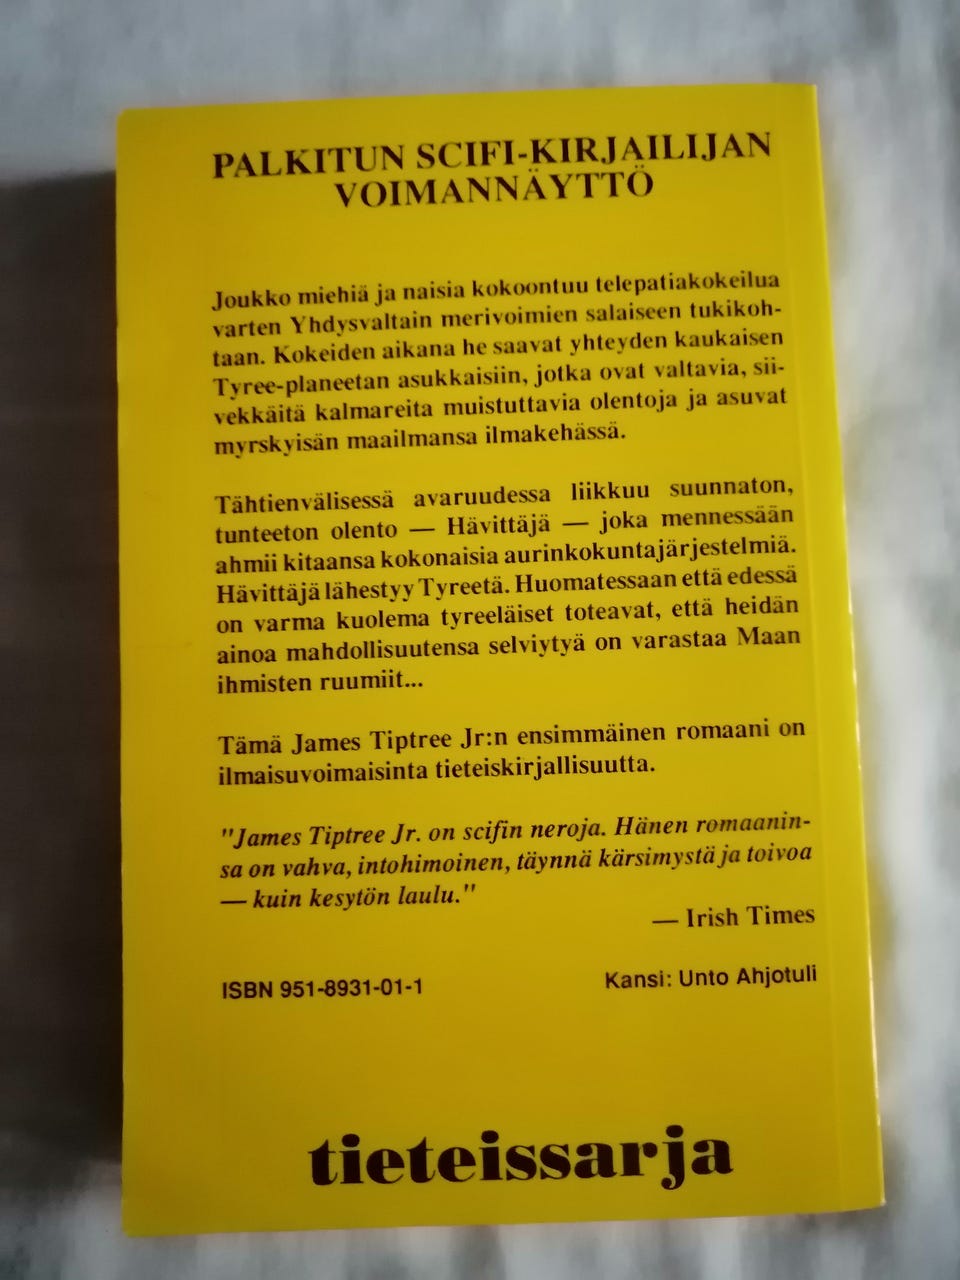 PALKITUN SCIFI-KIRJAILIJAN
VOIMANNÄYTTÖ
Joukko miehiä ja naisia kokoontuu telepatiakokeilua
varten Yhdysvaltain merivoimien salaiseen tukikoh-
taan. Kokeiden aikana he saavat yhteyden kaukaisen
Tyree-planeetan asukkaisiin, jotka ovat valtavia, sii-
vekkäitä kalmareita muistuttavia olentoja ja asuvat
myrskyisän maailmansa ilmakehässä.
Tähtienvälisessä avaruudessa liikkuu suunnaton,
tunteeton olento — Hävittäjä — joka mennessään
ahmii kitaansa kokonaisia aurinkokuntajärjestelmiä.
Hävittäjä lähestyy Tyreetä. Huomatessaan että edessä
on varma kuolema tyreeläiset toteavat, että heidän
ainoa mahdollisuutensa selviytyä on varastaa Maan
ihmisten ruumiit...
Tämä James Tiptree Jr:n ensimmäinen romaani on
ilmaisuvoimaisinta tieteiskirjallisuutta.
"James Tiptree Jr. on scifin neroja. Hänen romaanin-
sa on vahva, intohimoinen, täynnä kärsimystä ja toivoa
— kuin kesytön laulu."
— Irish Times
ISBN 951-8931-01-1 Kansi: Unto Ahjotuli
tieteissarja